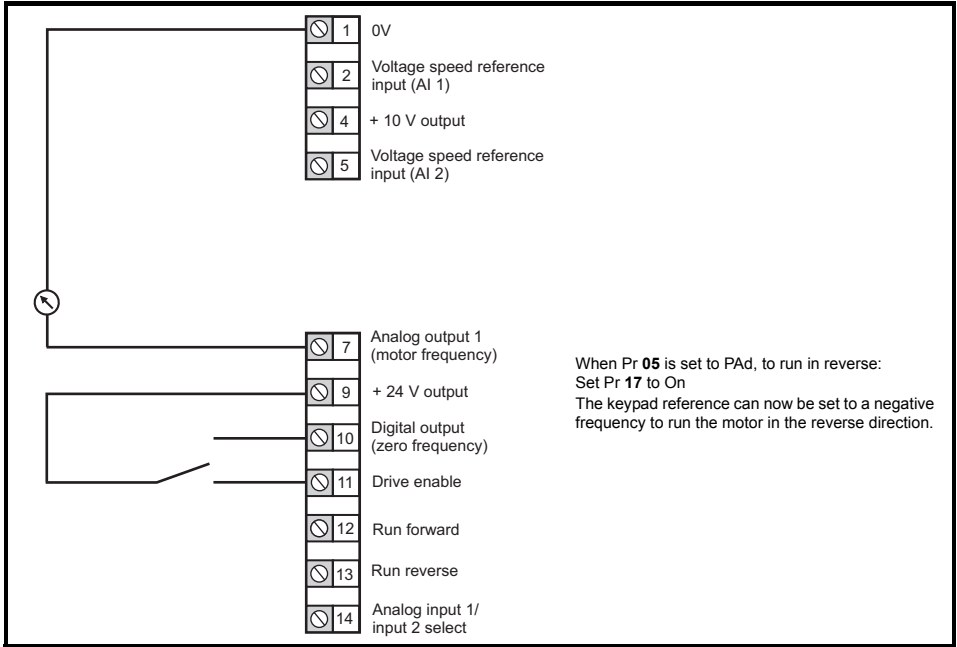 1 0V
2 Voltage speed reference
input (AI 1)
4 + 10 V output
5 Voltage speed reference
input (AI 2)
7 Analog output 1
(motor frequency)
9 + 24 V output
10 Digital output
(zero frequency)
11 Drive enable
12 Run forward
13 Run reverse
14 Analog input 1/
input 2 select
When Pr 05 is set to PAd, to run in reverse:
Set Pr 17 to On
The keypad reference can now be set to a negative
frequency to run the motor in the reverse direction.